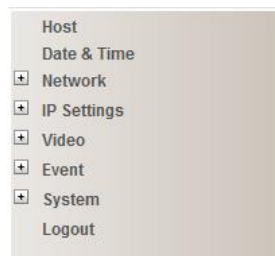 Host
Date & Time
Network
IP Settings
Video
Event
System
Logout